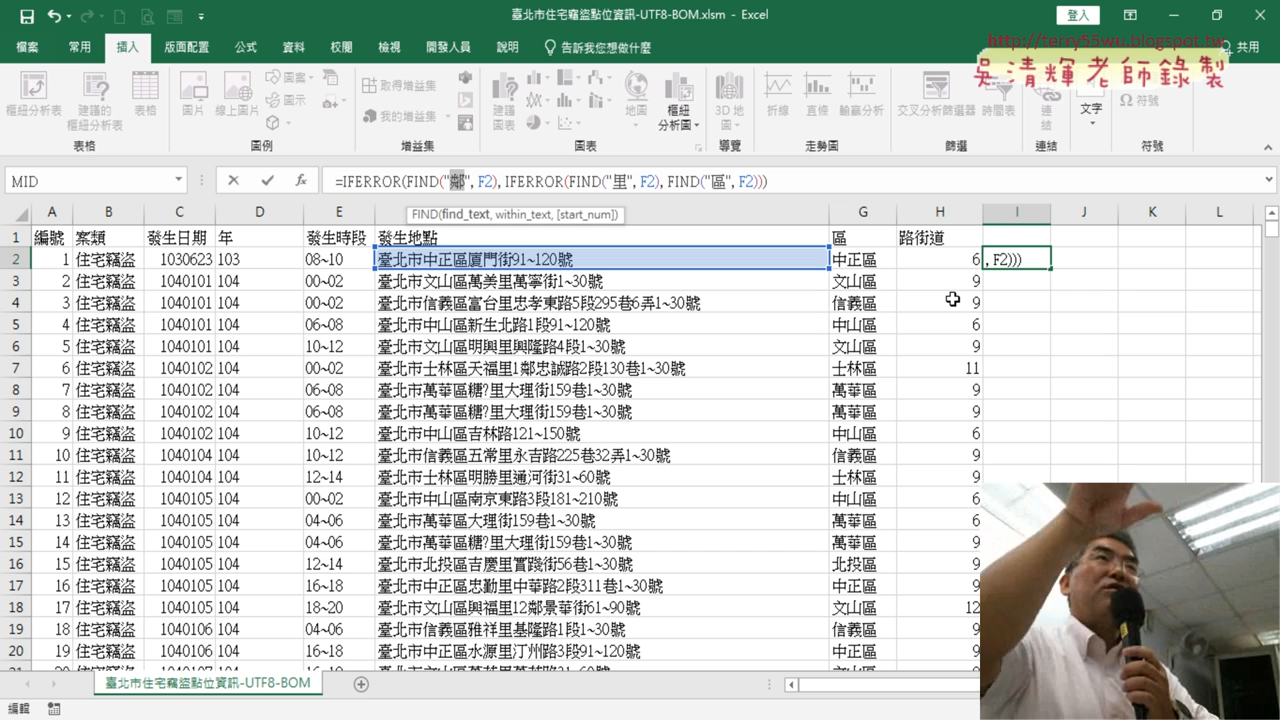 臺北市住宅竊盜點位資訊-UTF8-BOM.xlsm - Excel
登入
檔案 常用 插入 版面配置 公式 資料 校閱 檢視 開發人員 說明 告訴我您想做什麼 共用
http://terry55wu.blogspot.tw
吳清輝老師錄製
樞紐分析表 建議的樞紐分析表 表格 圖片 線上圖片 圖案 圖示 取得增益集 我的增益集 建議圖表 地圖 樞紐分析圖 3D 地圖 折線 直條 輸贏分析 交叉分析篩選器 時間表 連結 文字 符號
表格 圖例 增益集 圖表 導覽 走勢圖 篩選 連結 符號
MID =IFERROR(FIND("鄰", F2), IFERROR(FIND("里", F2), FIND("區", F2)))
FIND(find_text, within_text, [start_num])
A B C D E G H I J K L
1 編號 案類 發生日期 年 發生時段 發生地點 區 路街道
2 1 住宅竊盜 1030623 103 08~10 臺北市中正區廈門街91~120號 中正區 6 , F2)))
3 2 住宅竊盜 1040101 104 00~02 臺北市文山區萬美里萬寧街1~30號 文山區 9
4 3 住宅竊盜 1040101 104 00~02 臺北市信義區富台里忠孝東路5段295巷6弄1~30號 信義區 9
5 4 住宅竊盜 1040101 104 06~08 臺北市中山區新生北路1段91~120號 中山區 6
6 5 住宅竊盜 1040101 104 10~12 臺北市文山區明興里興隆路4段1~30號 文山區 9
7 6 住宅竊盜 1040102 104 00~02 臺北市士林區天福里1鄰忠誠路2段130巷1~30號 士林區 11
8 7 住宅竊盜 1040102 104 06~08 臺北市萬華區糖?里大理街159巷1~30號 萬華區 9
9 8 住宅竊盜 1040102 104 06~08 臺北市萬華區糖?里大理街159巷1~30號 萬華區 9
10 9 住宅竊盜 1040102 104 10~12 臺北市中山區吉林路121~150號 中山區 6
11 10 住宅竊盜 1040104 104 10~12 臺北市信義區五常里永吉路225巷32弄1~30號 信義區 9
12 11 住宅竊盜 1040104 104 12~14 臺北市士林區明勝里通河街31~60號 士林區 9
13 12 住宅竊盜 1040105 104 00~02 臺北市中山區南京東路3段181~210號 中山區 6
14 13 住宅竊盜 1040105 104 04~06 臺北市萬華區大理街159巷1~30號 萬華區 6
15 14 住宅竊盜 1040105 104 04~06 臺北市萬華區糖?里大理街159巷1~30號 萬華區 9
16 15 住宅竊盜 1040105 104 12~14 臺北市北投區吉慶里實踐街56巷1~30號 北投區 9
17 16 住宅竊盜 1040105 104 16~18 臺北市中正區忠勤里中華路2段311巷1~30號 中正區 9
18 17 住宅竊盜 1040105 104 18~20 臺北市文山區興福里12鄰景華街61~90號 文山區 12
19 18 住宅竊盜 1040106 104 04~06 臺北市信義區雅祥里基隆路1段1~30號 信義區 9
20 19 住宅竊盜 1040106 104 16~18 臺北市中正區水源里汀州路3段91~120號 中正區 9
臺北市住宅竊盜點位資訊-UTF8-BOM
編輯